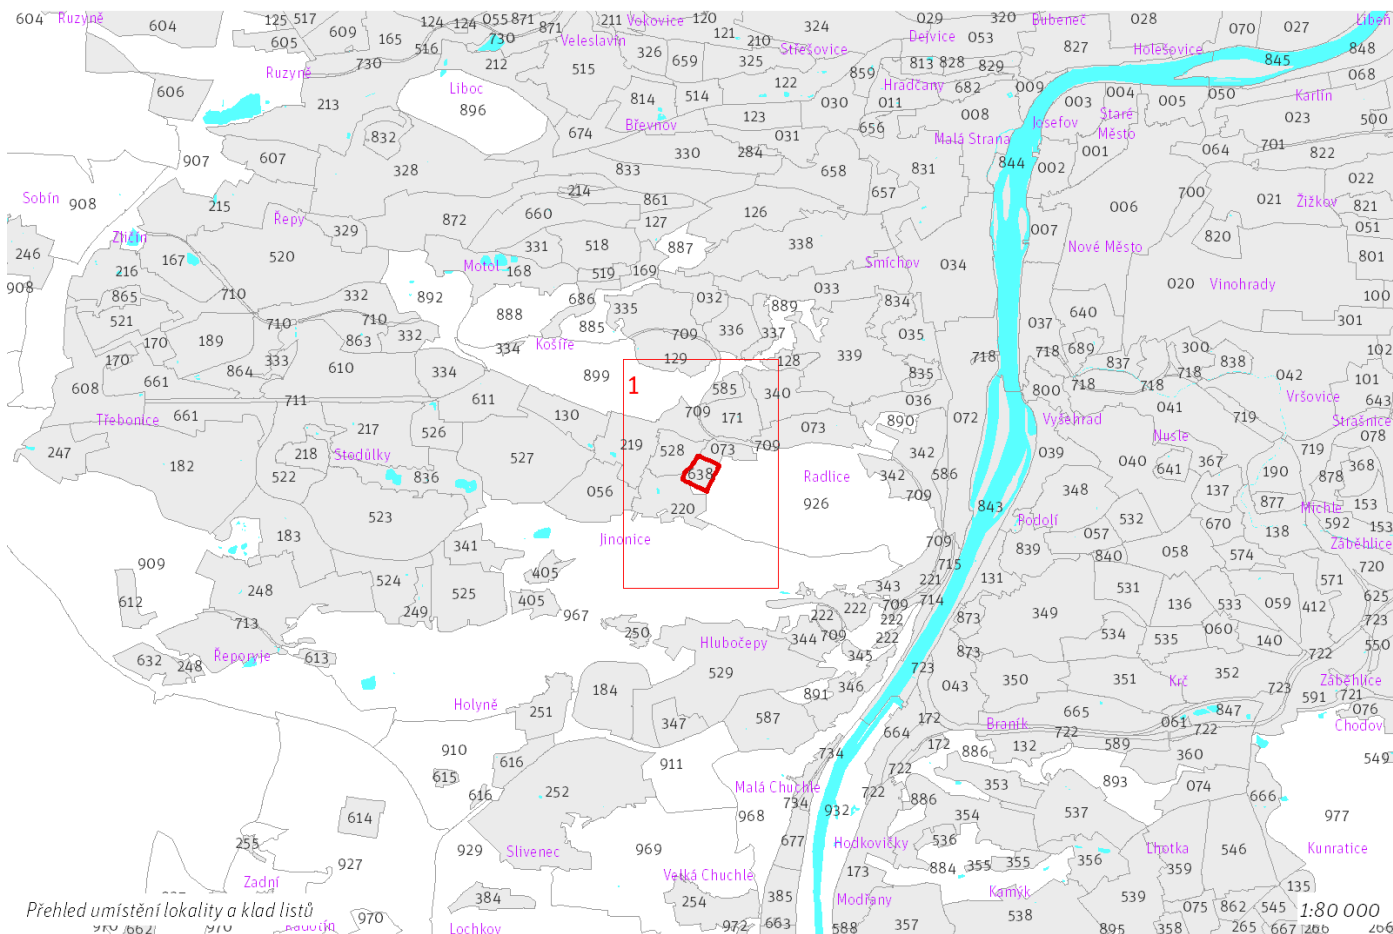 604 Ruzyně 604 125 517 609 165 124 124 055 871 871 211 Vokovice 120 324 029 320 Bubeneč 028 070 027 Libeň
605 730 516 730 212 Veleslavín 326 659 121 210 325 Střešovice Dejvice 053 827 Holešovice 845 848
Ruzyně 515 859 813 828 829 068
606 213 Liboc 896 814 514 122 030 011 Hradčany 682 009 003 004 005 050 Karlín
832 674 Břevnov 123 031 656 008 Malá Strana Josefov Staré Město 023 500
907 607 328 330 284 833 658 831 844 001 002 064 701 822
Sobín 908 215 Řepy 329 214 861 657 700 006 021 022 Žižkov 821
246 Zličín 167 520 872 660 127 126 007 Nové Město 820 051
216 331 518 887 338 Smíchov 034 801
908 865 710 332 Motol 168 519 169 033 020 Vinohrady
521 892 888 686 335 032 889 834 100
170 189 710 710 863 332 885 709 336 337 035 037 640 301
170 864 333 610 334 Košíře 129 128 339 718 718 689 837 300 838 102
608 661 334 899 1 585 340 835 800 718 718 718 042 101
711 611 036 Vršovice 643
Třebonice 661 217 130 709 171 073 890 072 Vyšehrad 041 719 Strašnice
526 219 528 073 709 Nusle 719 078
247 182 218 Stodůlky 527 342 039 040 641 367 190 368
522 836 638 Radlice 342 586 878
056 926 709 348 137 877
523 220 843 Podolí 532 670 Michle 153
183 Jinonice 057 138 592 153
341 709 839 840 058 574 Záběhlice
909 405 715 720
612 248 524 525 405 343 221 131 531 571 625
249 967 222 222 709 714 136 533 059 412
713 250 222 873 349 723
Řeporyje 613 Hlubočepy 344 709 222 534 535 060 140 550
632 248 529 345 873 722
723 350 351 Krč 352 Záběhlice
184 891 346 043 723 591 721
Holyně 251 347 587 172 Braník 665 061 847 076
664 722 722 Chodov
910 616 911 734 172 886 132 589 360 549
615 722 353 893 074
616 252 Malá Chuchle 734 722 886 354 537 666
614 968 932 977
255 677 Hodkovičky 536 Lhotka 546
927 929 Slivenec 969 884 355 355 356 359 Kunratice
Zadní Velká Chuchle 173 Kamýk
384 254 385 Modřany 539 135
Přehled umístění lokality a klad listů 970 357 538 075 862 545 1:80 000
662 970 Radotín Lochkov 972 663 588 895 358 265 667 266 266